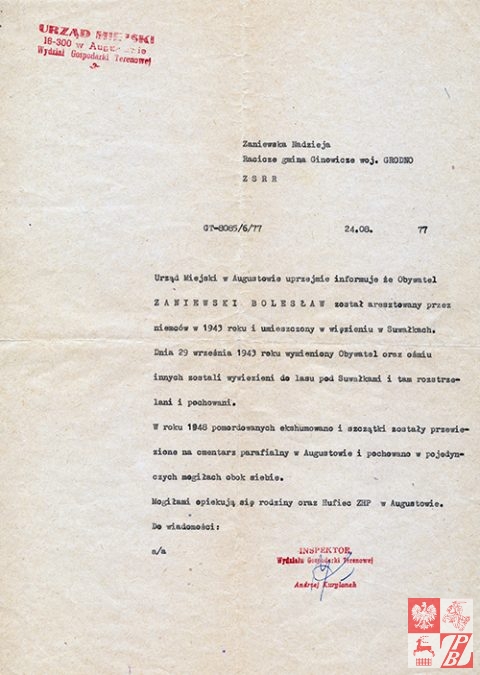 URZĄD MIEJSKI
16-300 w Augustowie
Wydział Gospodarki Terenowej
Zaniewska Nadzieja
Racicze gmina Ginowicze woj. GRODNO
Z S R R
GT-8085/6/77 24.08. 77
Urząd Miejski w Augustowie uprzejmie informuje że Obywatel
Z A N I E W S K I  B O L E S Ł A W został aresztowany przez
niemców w 1943 roku i umieszczony w więzieniu w Suwałkach.
Dnia 29 września 1943 roku wymieniony Obywatel oraz ośmiu
innych zostali wywiezieni do lasu pod Suwałkami i tam rozstrze-
lani i pochowani.
W roku 1948 pomordowanych ekshumowano i szczątki zostały przewie-
zione na cmentarz parafialny w Augustowie i pochowano w pojedyn-
czych mogiłach obok siebie.
Mogiłami opiekują się rodziny oraz Hufiec ZHP w Augustowie.
Do wiadomości:
a/a
INSPEKTOR
Wydziału Gospodarki Terenowej
Andrzej Kurylonek
PBL